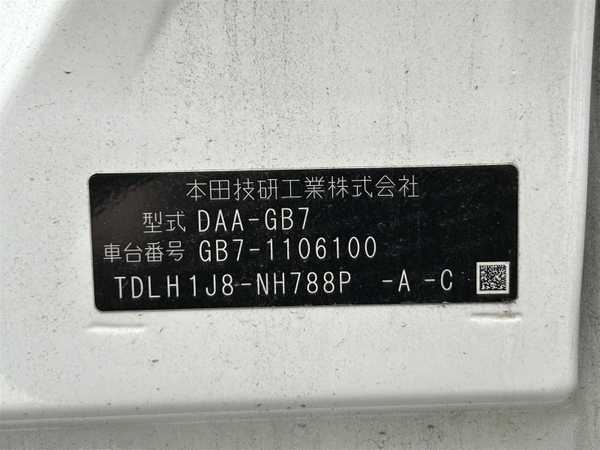 本田技研工業株式会社
型式 DAA-GB7
車台番号 GB7-1106100
TDLH1J8-NH788P -A -C